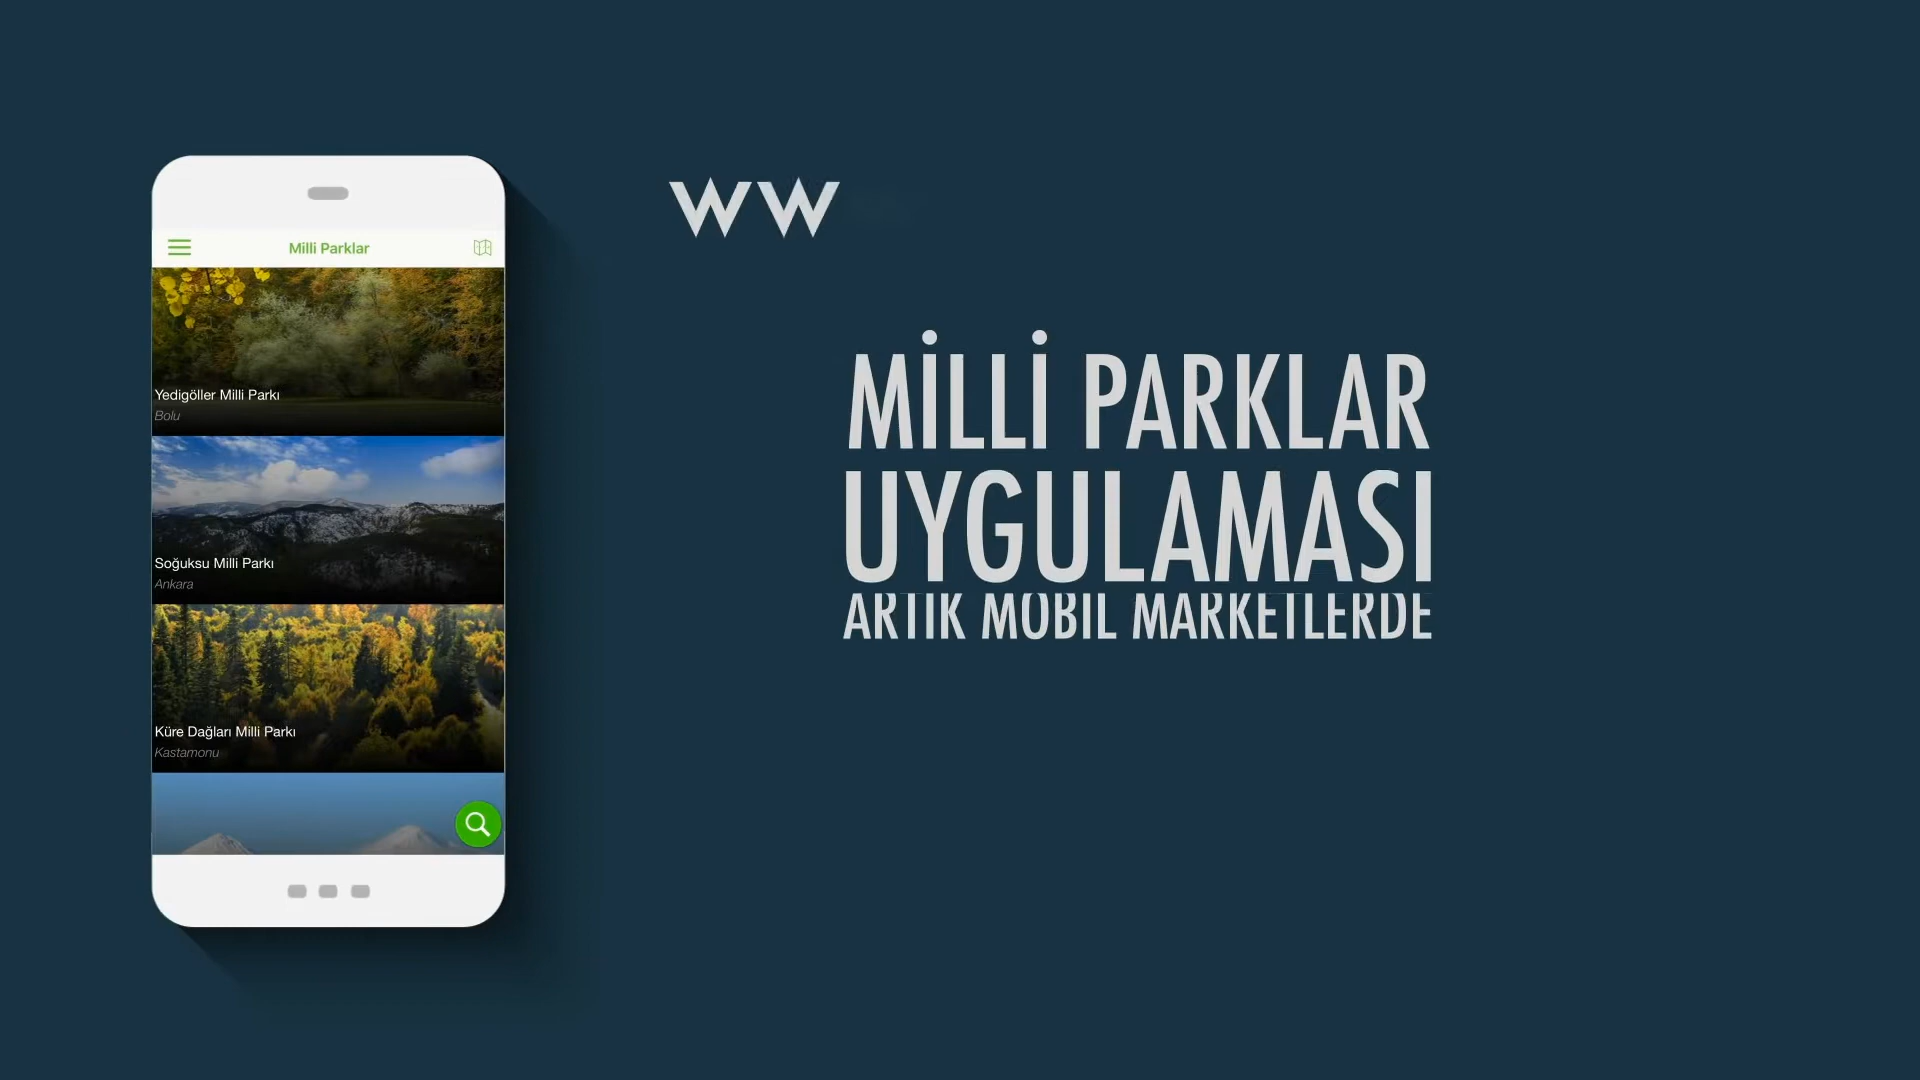 Milli Parklar
Yedigöller Milli Parkı
Bolu
Soğuksu Milli Parkı
Ankara
Küre Dağları Milli Parkı
Kastamonu
WW
MİLLİ PARKLAR
UYGULAMASI
ARTIK MOBIL MARKETLERDE